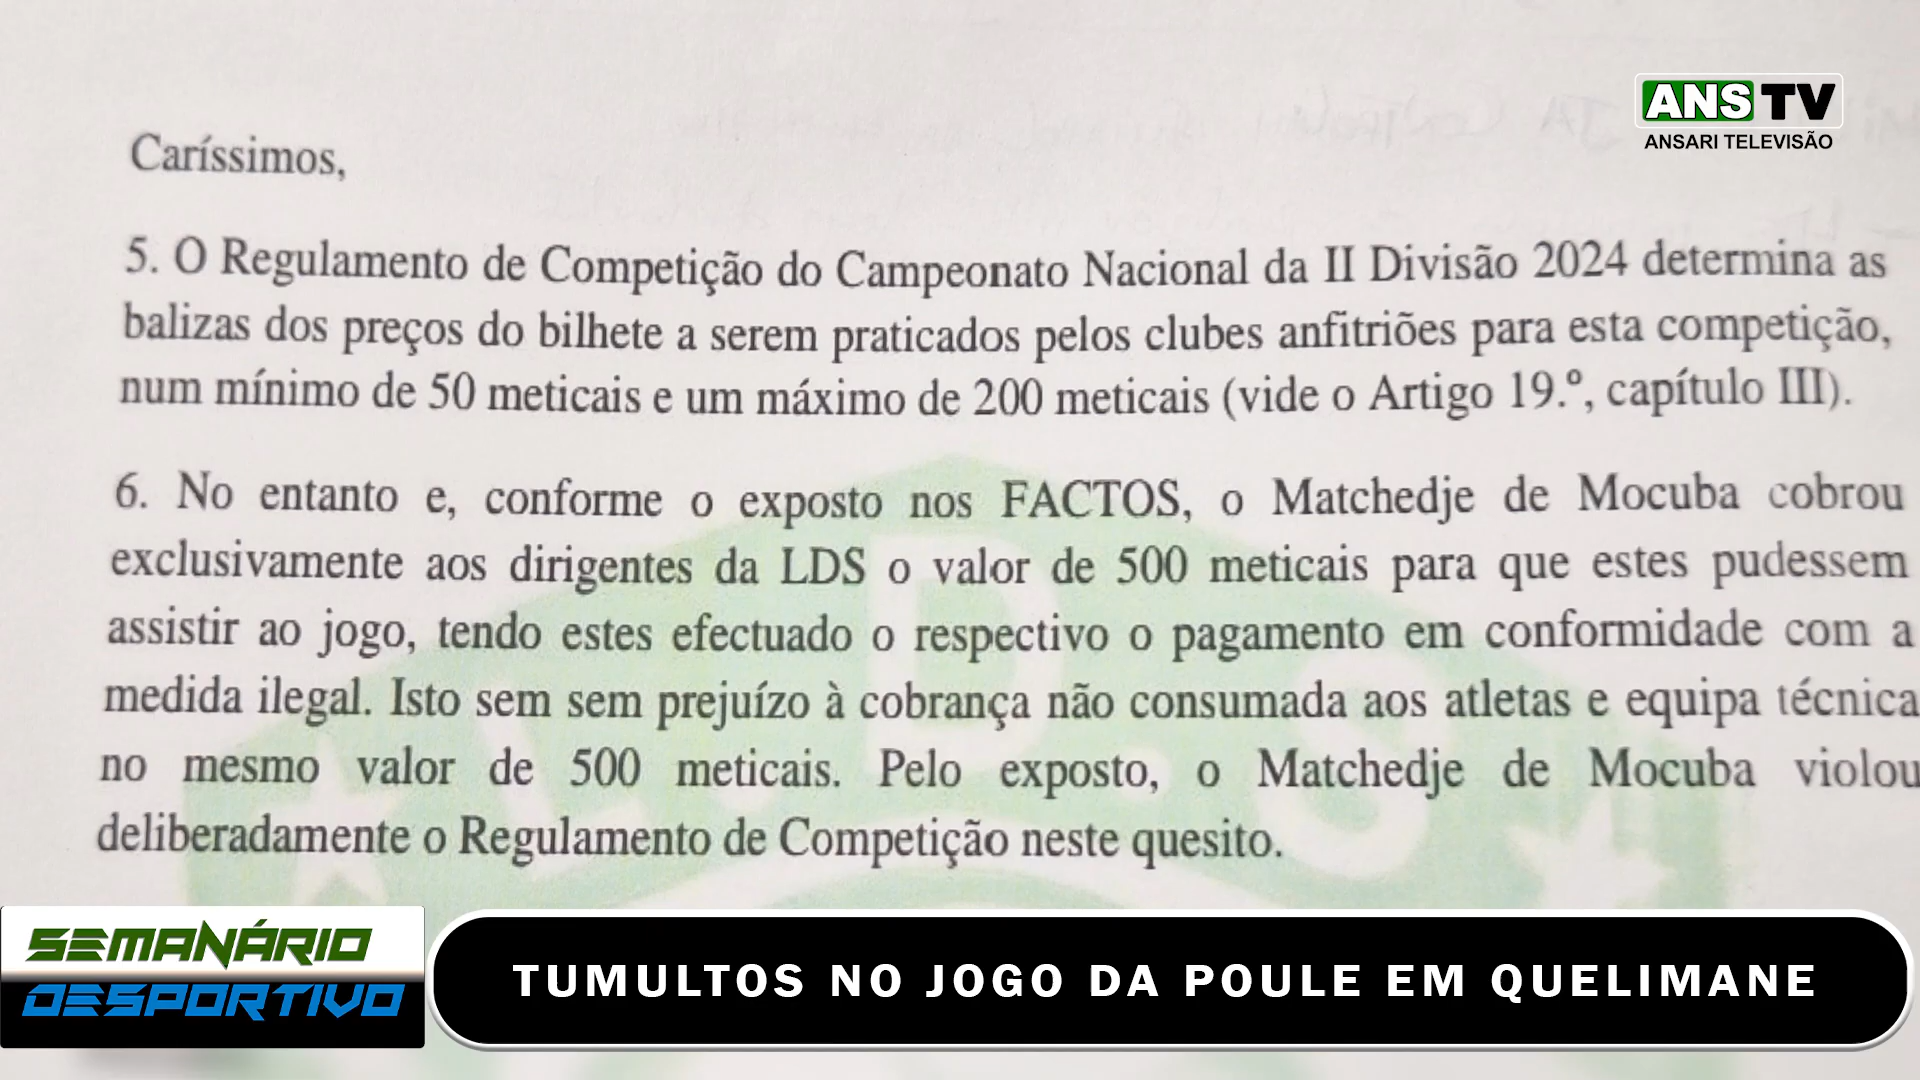 ANS TV
ANSARI TELEVISÃO
Caríssimos,
5. O Regulamento de Competição do Campeonato Nacional da II Divisão 2024 determina as
balizas dos preços do bilhete a serem praticados pelos clubes anfitriões para esta competição,
num mínimo de 50 meticais e um máximo de 200 meticais (vide o Artigo 19.º, capítulo III).
6. No entanto e, conforme o exposto nos FACTOS, o Matchedje de Mocuba cobrou
exclusivamente aos dirigentes da LDS o valor de 500 meticais para que estes pudessem
assistir ao jogo, tendo estes efectuado o respectivo o pagamento em conformidade com a
medida ilegal. Isto sem sem prejuízo à cobrança não consumada aos atletas e equipa técnica
no mesmo valor de 500 meticais. Pelo exposto, o Matchedje de Mocuba violou
deliberadamente o Regulamento de Competição neste quesito.
L.D.S
SEMANÁRIO
DESPORTIVO
TUMULTOS NO JOGO DA POULE EM QUELIMANE